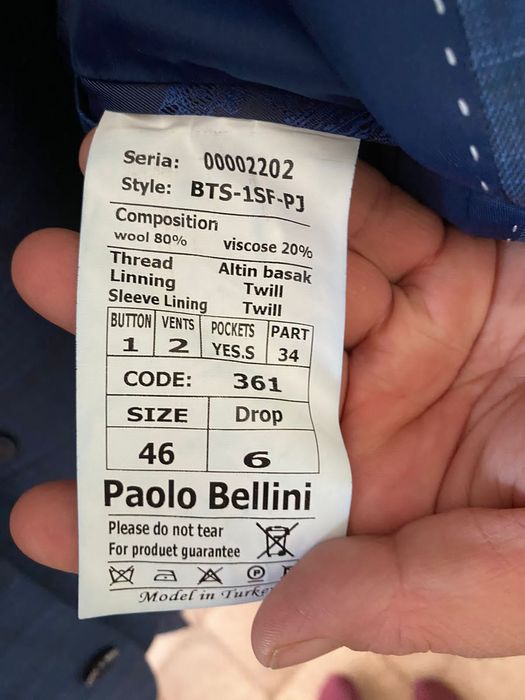 Seria: 00002202
Style: BTS-1SF-PJ
Composition
wool 80% viscose 20%
Thread Altin basak
Linning Twill
Sleeve Lining Twill
BUTTON VENTS POCKETS PART
1 2 YES.S 34
CODE: 361
SIZE Drop
46 6
Paolo Bellini
Please do not tear
For product guarantee
P
Model in Turke